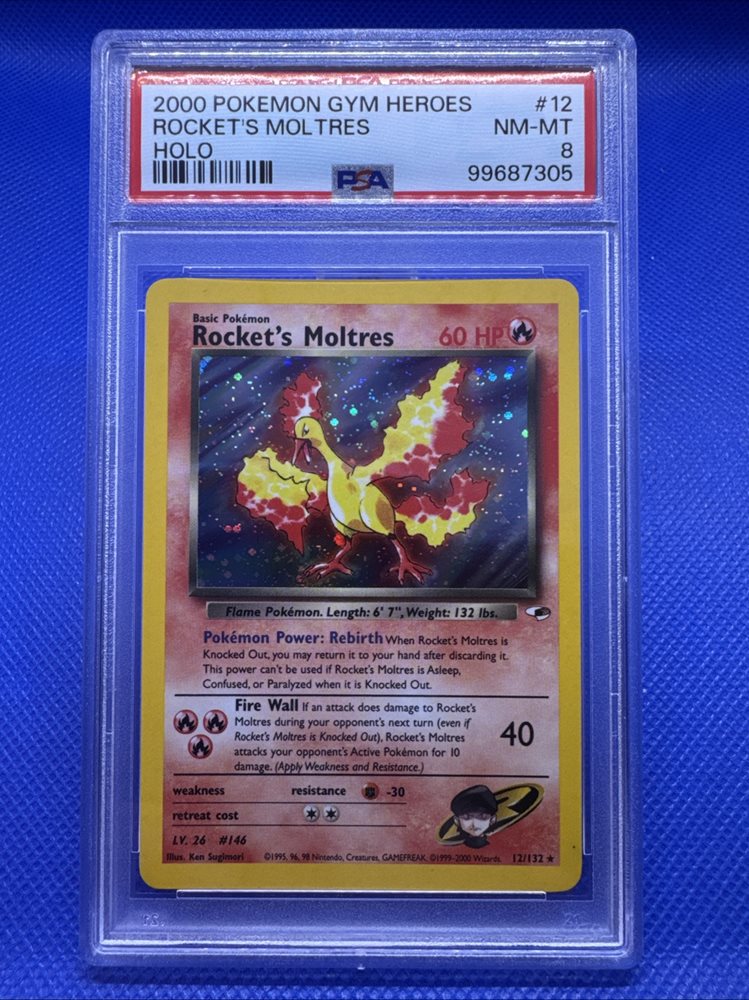 2000 POKEMON GYM HEROES #12
ROCKET'S MOLTRES NM-MT
HOLO 8
PSA 99687305
Basic Pokémon
Rocket's Moltres 60 HP
Flame Pokémon. Length: 6' 7", Weight: 132 lbs.
Pokémon Power: Rebirth When Rocket's Moltres is
Knocked Out, you may return it to your hand after discarding it.
This power can't be used if Rocket's Moltres is Asleep,
Confused, or Paralyzed when it is Knocked Out.
Fire Wall If an attack does damage to Rocket's
Moltres during your opponent's next turn (even if
Rocket's Moltres is Knocked Out), Rocket's Moltres
attacks your opponent's Active Pokémon for 10
damage. (Apply Weakness and Resistance.)
40
weakness resistance -30
retreat cost
LV. 26 #146
Illus. Ken Sugimori ©1995, 96, 98 Nintendo, Creatures, GAMEFREAK. ©1999-2000 Wizards. 12/132 ★